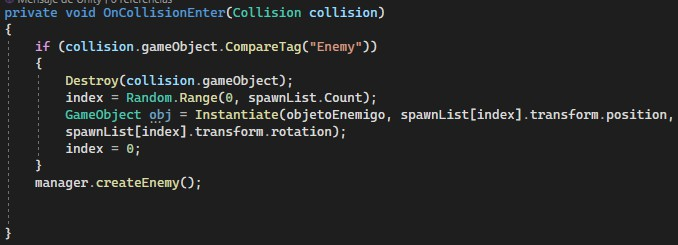 Mensaje de Unity | 0 referencias
private void OnCollisionEnter(Collision collision)
{
if (collision.gameObject.CompareTag("Enemy"))
{
Destroy(collision.gameObject);
index = Random.Range(0, spawnList.Count);
GameObject obj = Instantiate(objetoEnemigo, spawnList[index].transform.position,
spawnList[index].transform.rotation);
index = 0;
}
manager.createEnemy();
}